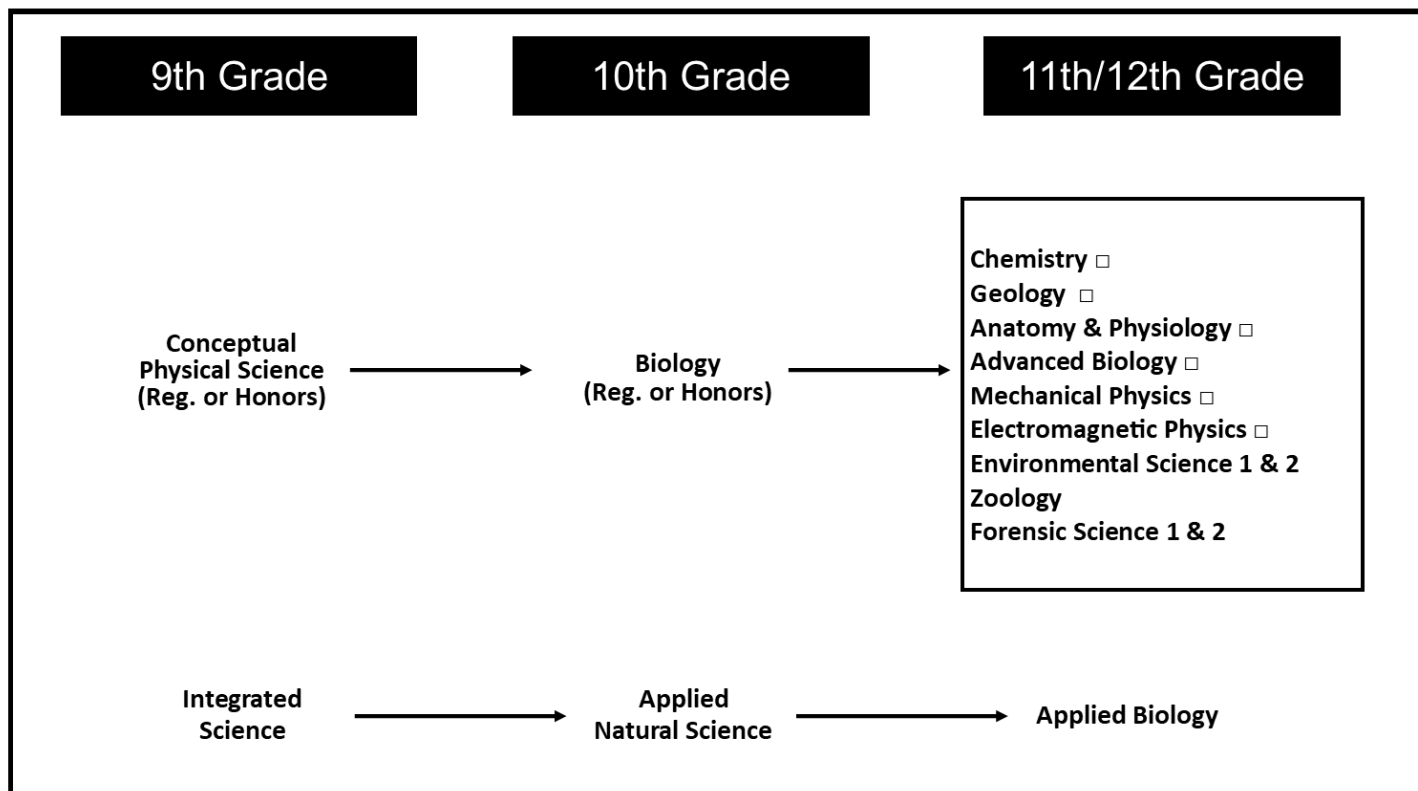 9th Grade
10th Grade
11th/12th Grade
Conceptual
Physical Science
(Reg. or Honors)
Biology
(Reg. or Honors)
Chemistry □
Geology □
Anatomy & Physiology □
Advanced Biology □
Mechanical Physics □
Electromagnetic Physics □
Environmental Science 1 & 2
Zoology
Forensic Science 1 & 2
Integrated
Science
Applied
Natural Science
Applied Biology